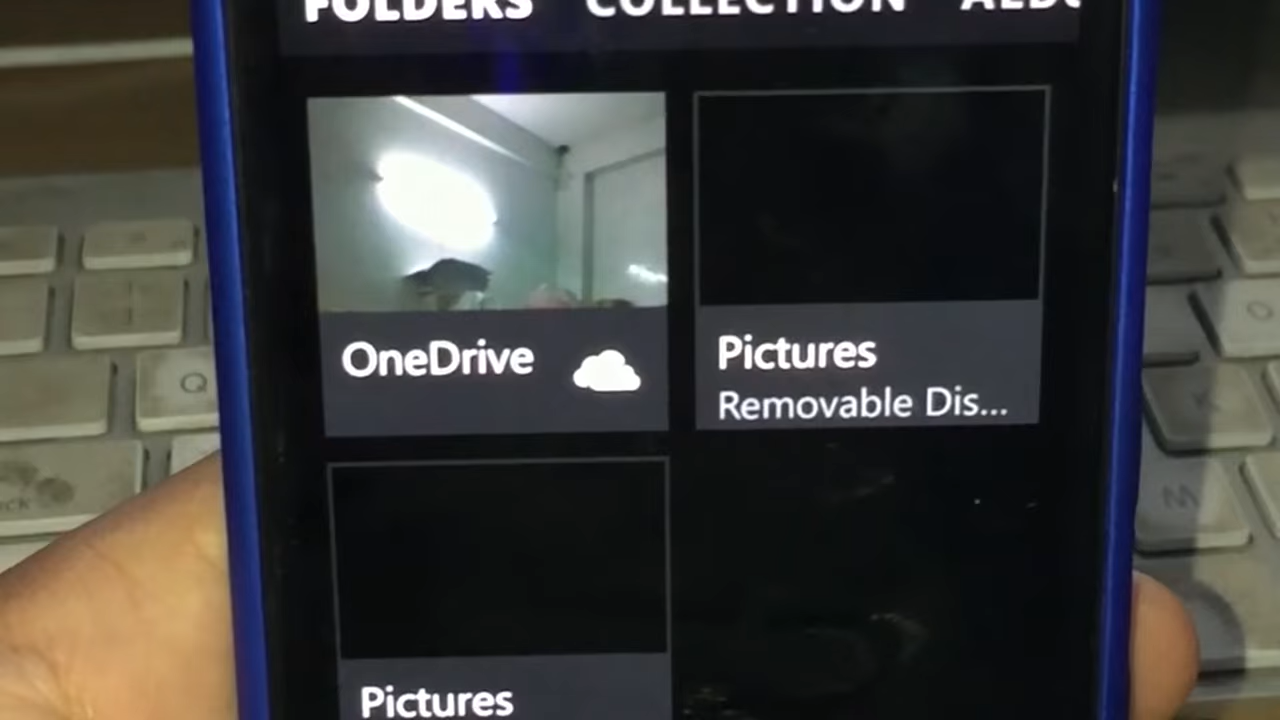 FOLDERS COLLECTION
OneDrive
Pictures
Removable Dis...
Pictures
Q